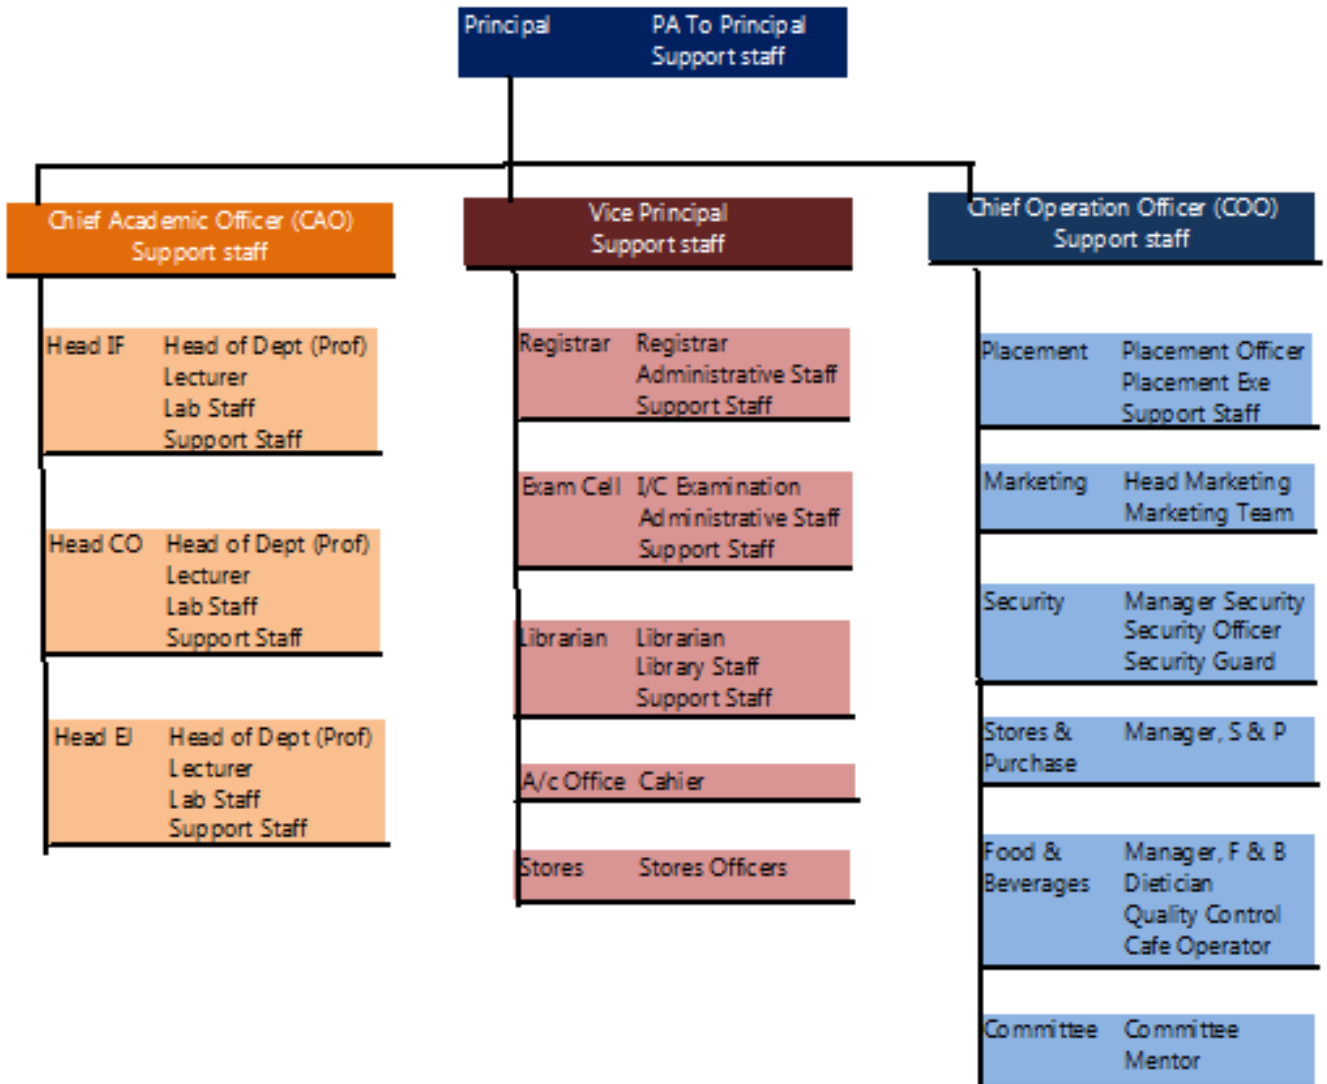 Principal PA To Principal
Support staff
Chief Academic Officer (CAO)
Support staff
Head IF Head of Dept (Prof)
Lecturer
Lab Staff
Support Staff
Head CO Head of Dept (Prof)
Lecturer
Lab Staff
Support Staff
Head EJ Head of Dept (Prof)
Lecturer
Lab Staff
Support Staff
Vice Principal
Support staff
Registrar Registrar
Administrative Staff
Support Staff
Exam Cell I/C Examination
Administrative Staff
Support Staff
Librarian Librarian
Library Staff
Support Staff
A/c Office Cahier
Stores Stores Officers
Chief Operation Officer (COO)
Support staff
Placement Placement Officer
Placement Exe
Support Staff
Marketing Head Marketing
Marketing Team
Security Manager Security
Security Officer
Security Guard
Stores & Manager, S & P
Purchase
Food & Manager, F & B
Beverages Dietician
Quality Control
Cafe Operator
Committee Committee
Mentor